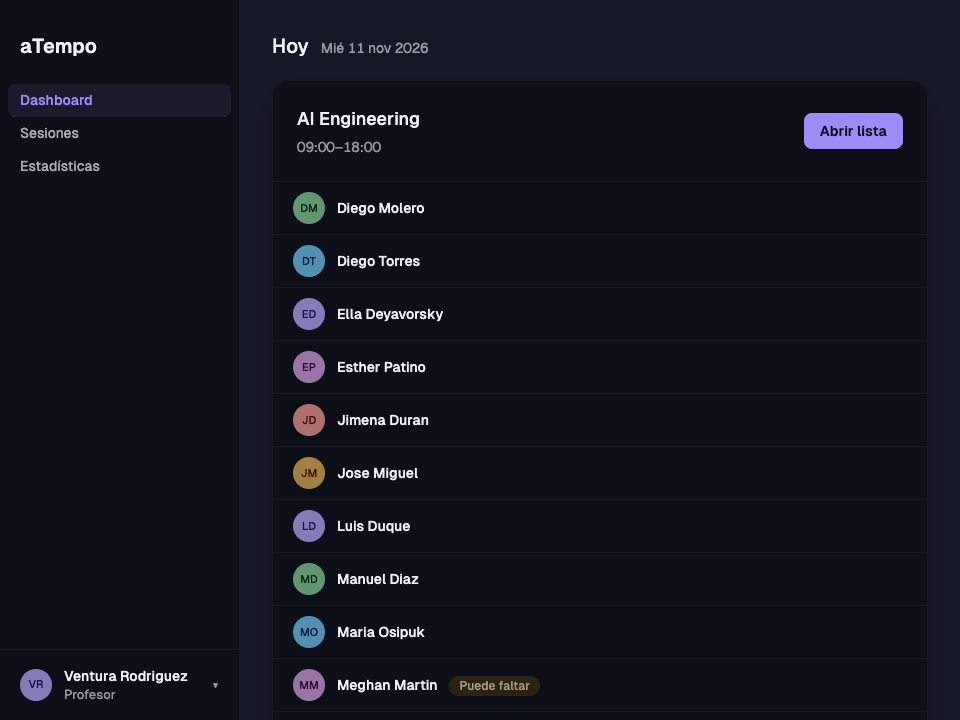 aTempo
Dashboard
Sesiones
Estadísticas
VR
Ventura Rodriguez
Profesor
Hoy Mié 11 nov 2026
AI Engineering
09:00–18:00
Abrir lista
DM Diego Molero
DT Diego Torres
ED Ella Deyavorsky
EP Esther Patino
JD Jimena Duran
JM Jose Miguel
LD Luis Duque
MD Manuel Diaz
MO Maria Osipuk
MM Meghan Martin Puede faltar